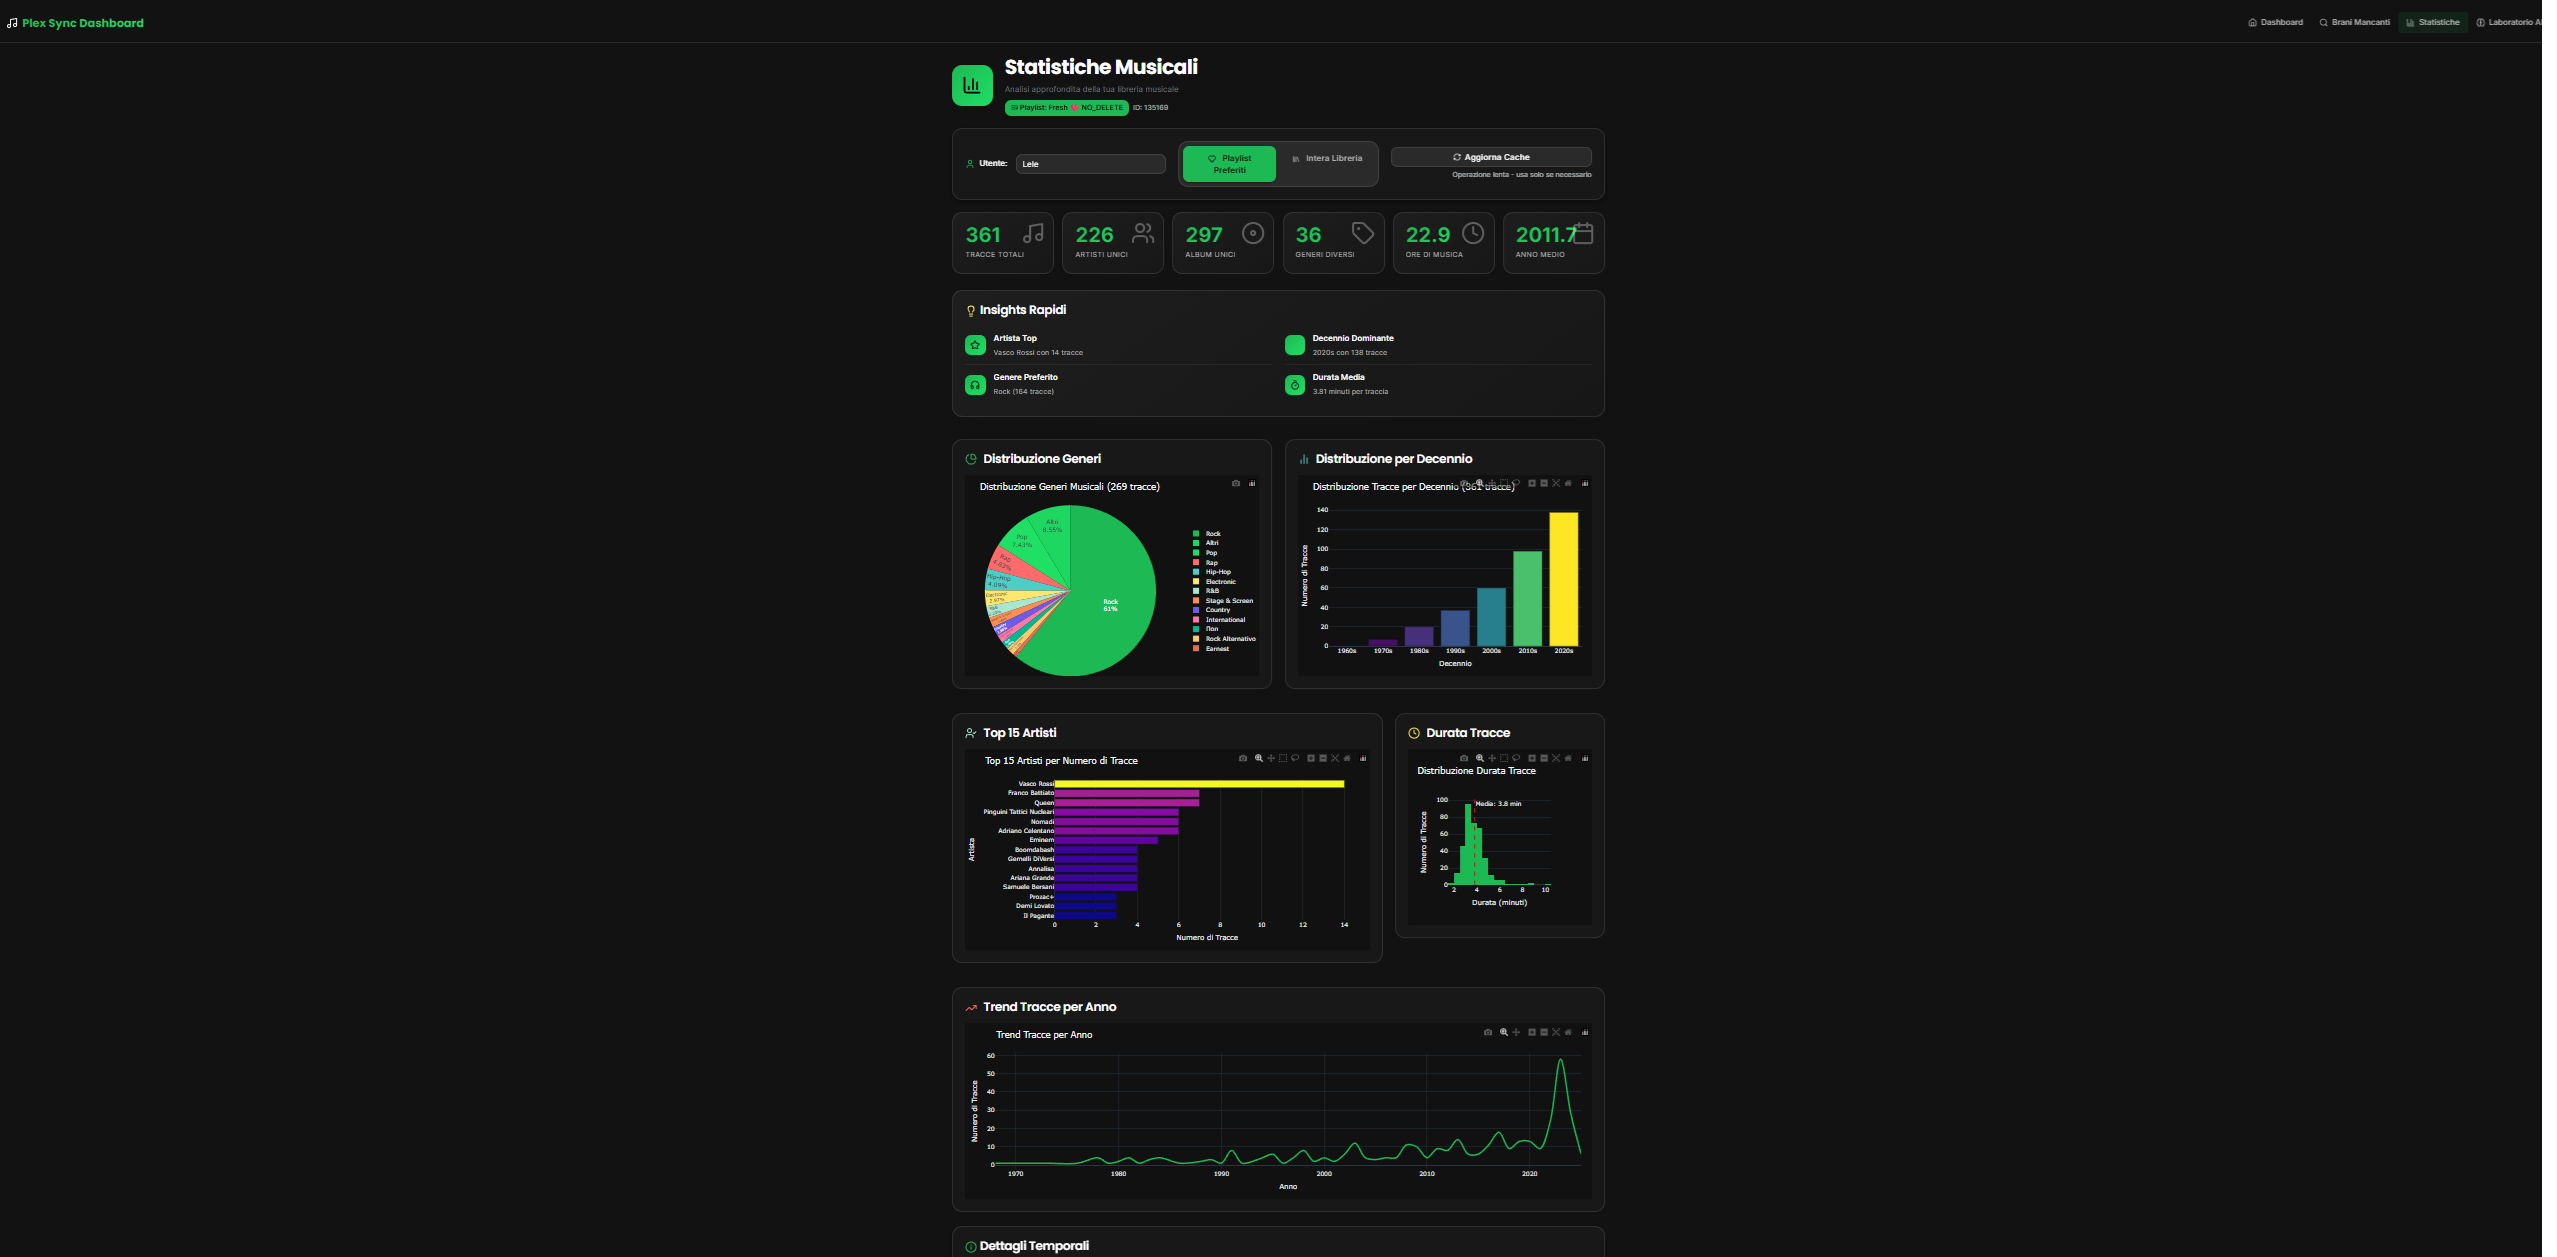 Plex Sync Dashboard
Dashboard
Brani Mancanti
Statistiche
Laboratorio AI
Statistiche Musicali
Analisi approfondita della tua libreria musicale
Playlist: Fresh ❤️ NO_DELETE
ID: 135169
Utente:
Lele
Playlist
Preferiti
Intera Libreria
Aggiorna Cache
Operazione lenta - usa solo se necessario
361
TRACCE TOTALI
226
ARTISTI UNICI
297
ALBUM UNICI
36
GENERI DIVERSI
22.9
ORE DI MUSICA
2011.7
ANNO MEDIO
Insights Rapidi
Artista Top
Vasco Rossi con 14 tracce
Decennio Dominante
2020s con 138 tracce
Genere Preferito
Rock (164 tracce)
Durata Media
3.81 minuti per traccia
Distribuzione Generi
Distribuzione Generi Musicali (269 tracce)
Altri
8.55%
Pop
7.43%
Rap
4.83%
Hip-Hop
4.09%
Electronic
2.97%
R&B
Rock
61%
Rock
Altri
Pop
Rap
Hip-Hop
Electronic
R&B
Stage & Screen
Country
International
Поп
Rock Alternativo
Earnest
Distribuzione per Decennio
Distribuzione Tracce per Decennio (361 tracce)
Numero di Tracce
140
120
100
80
60
40
20
0
1960s 1970s 1980s 1990s 2000s 2010s 2020s
Decennio
Top 15 Artisti
Top 15 Artisti per Numero di Tracce
Artista
Vasco Rossi
Franco Battiato
Queen
Pinguini Tattici Nucleari
Nomadi
Adriano Celentano
Eminem
Boomdabash
Gemelli DiVersi
Annalisa
Ariana Grande
Samuele Bersani
Prozac+
Demi Lovato
Il Pagante
0 2 4 6 8 10 12 14
Numero di Tracce
Durata Tracce
Distribuzione Durata Tracce
Media: 3.8 min
Numero di Tracce
100
80
60
40
20
0
2 4 6 8 10
Durata (minuti)
Trend Tracce per Anno
Trend Tracce per Anno
Numero di Tracce
60
50
40
30
20
10
0
1970 1980 1990 2000 2010 2020
Anno
Dettagli Temporali